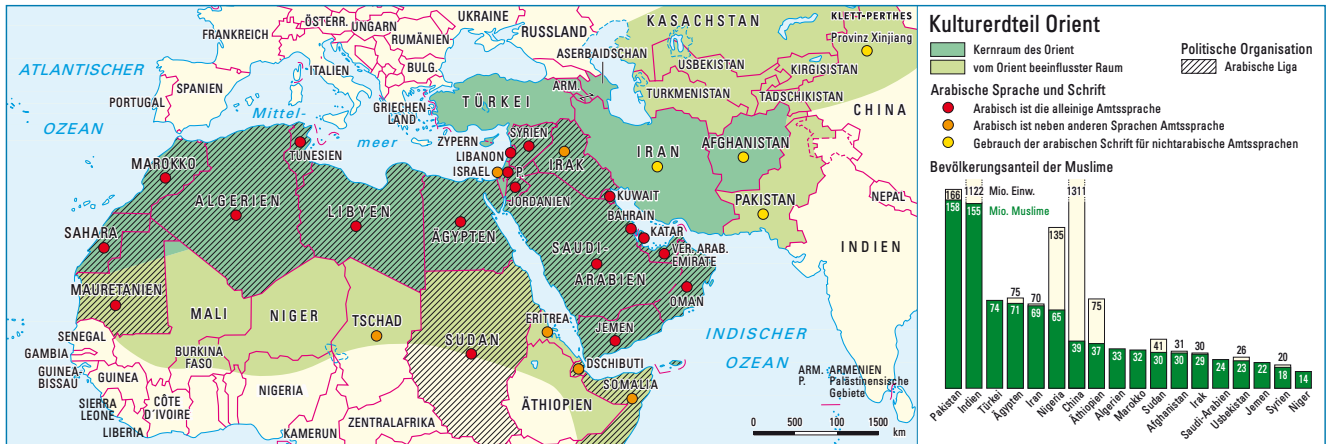 FRANKREICH
ÖSTERR.
UNGARN
RUMÄNIEN
UKRAINE
RUSSLAND
KASACHSTAN
KLETT-PERTHES
Provinz Xinjiang
ATLANTISCHER
OZEAN
PORTUGAL
SPANIEN
ITALIEN
BULG.
GRIECHEN-
LAND
ASERBAIDSCHAN
ARM.
USBEKISTAN
TURKMENISTAN
KIRGISISTAN
TADSCHIKISTAN
CHINA
Mittel-
meer
TÜRKEI
ZYPERN
SYRIEN
LIBANON
ISRAEL
P.
JORDANIEN
IRAK
IRAN
AFGHANISTAN
PAKISTAN
NEPAL
INDIEN
MAROKKO
TUNESIEN
ALGERIEN
LIBYEN
ÄGYPTEN
SAHARA
KUWAIT
BAHRAIN
KATAR
VER. ARAB.
EMIRATE
SAUDI-
ARABIEN
OMAN
JEMEN
MAURETANIEN
MALI
NIGER
TSCHAD
SUDAN
ERITREA
DSCHIBUTI
SOMALIA
ÄTHIOPIEN
SENEGAL
GAMBIA
GUINEA-
BISSAU
GUINEA
SIERRA
LEONE
LIBERIA
CÔTE
D'IVOIRE
BURKINA
FASO
NIGERIA
KAMERUN
ZENTRALAFRIKA
INDISCHER
OZEAN
ARM. ARMENIEN
P. Palästinensische
Gebiete
0 500 1000 1500
km
Kulturerdteil Orient
Kernraum des Orient
vom Orient beeinflusster Raum
Politische Organisation
Arabische Liga
Arabische Sprache und Schrift
Arabisch ist die alleinige Amtssprache
Arabisch ist neben anderen Sprachen Amtssprache
Gebrauch der arabischen Schrift für nichtarabische Amtssprachen
Bevölkerungsanteil der Muslime
166 1122 Mio. Einw. 1311
158 155 Mio. Muslime
135
74 75 71 70 69 65 75
39 37 33 32 41 30 31 30 30 29 24 26 23 22 20 18 14
Pakistan
Indien
Türkei
Ägypten
Iran
Nigeria
China
Äthiopien
Algerien
Marokko
Sudan
Afghanistan
Irak
Saudi-Arabien
Usbekistan
Jemen
Syrien
Niger